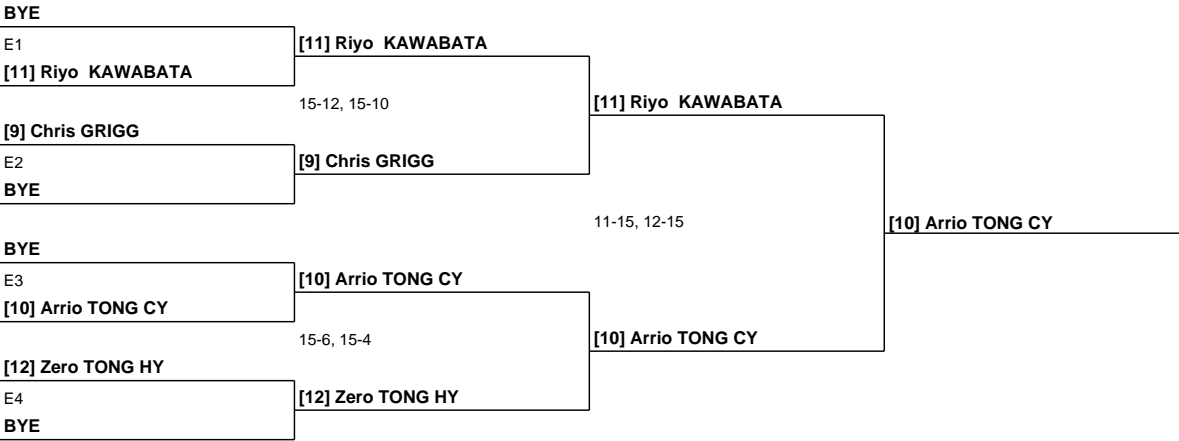 BYE
E1
[11] Riyo KAWABATA
[11] Riyo KAWABATA
15-12, 15-10
[11] Riyo KAWABATA
[9] Chris GRIGG
E2
[9] Chris GRIGG
BYE
11-15, 12-15
[10] Arrio TONG CY
BYE
E3
[10] Arrio TONG CY
[10] Arrio TONG CY
15-6, 15-4
[10] Arrio TONG CY
[12] Zero TONG HY
E4
[12] Zero TONG HY
BYE